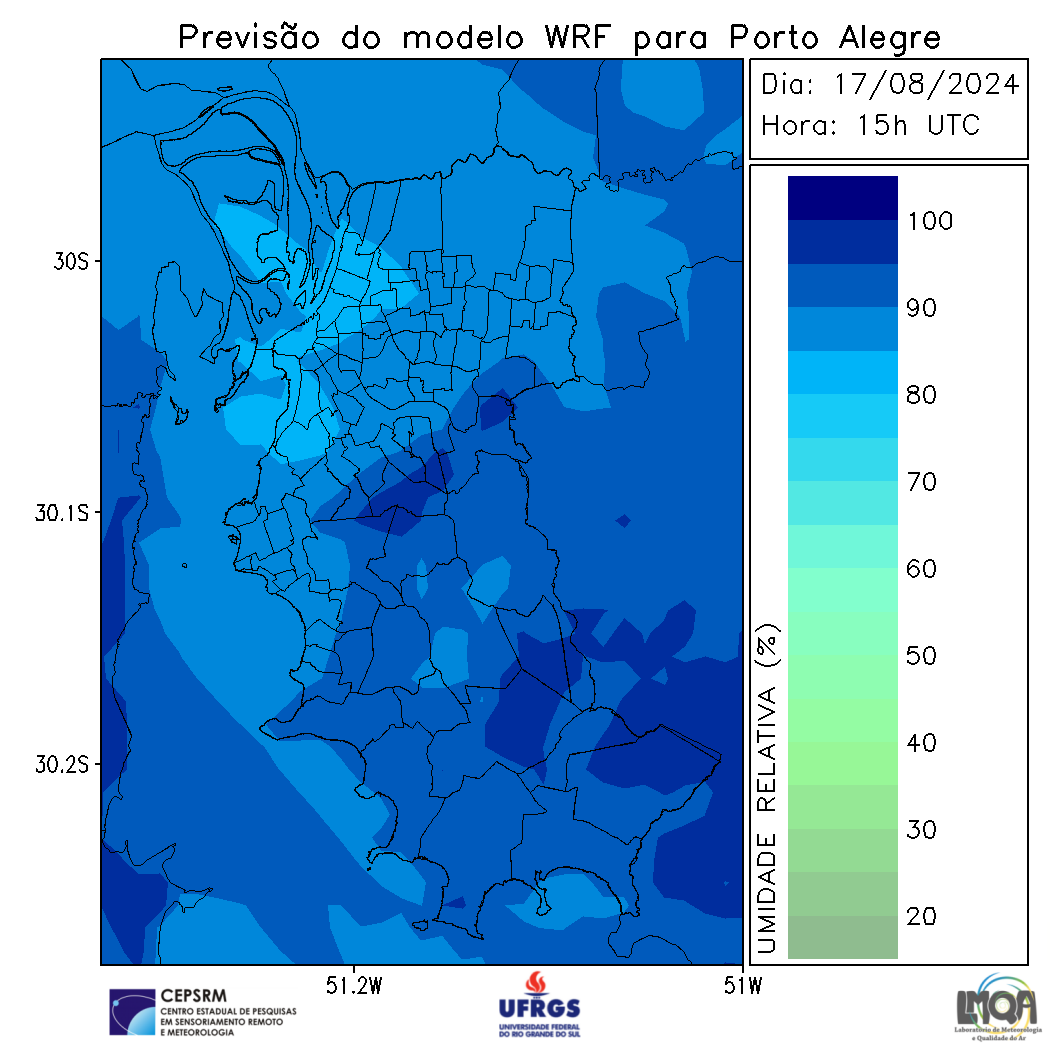 Previsão do modelo WRF para Porto Alegre
Dia: 17/08/2024
Hora: 15h UTC
30S
30.1S
30.2S
51.2W
51W
100
90
80
70
60
50
40
30
20
UMIDADE RELATIVA (%)
CEPSRM
CENTRO ESTADUAL DE PESQUISAS
EM SENSORIAMENTO REMOTO
E METEOROLOGIA
UFRGS
UNIVERSIDADE FEDERAL
DO RIO GRANDE DO SUL
LMQA
Laboratório de Meteorologia
e Qualidade do Ar